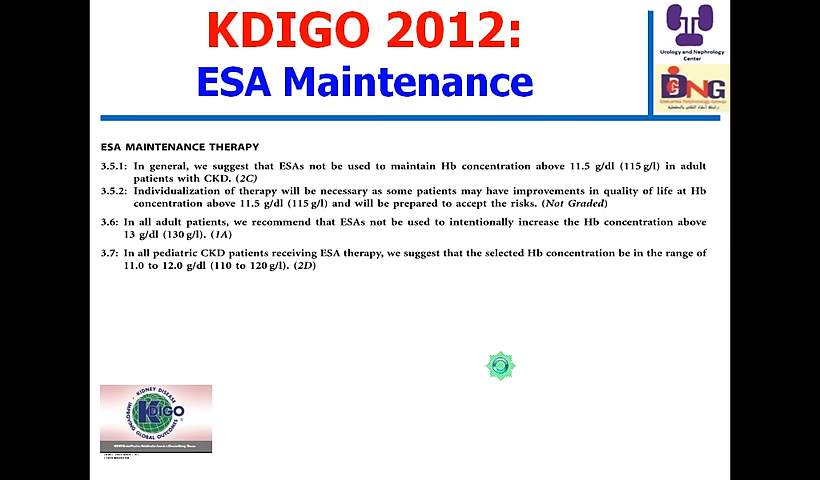 KDIGO 2012:
ESA Maintenance
Urology and Nephrology
Center
DNG
ESA MAINTENANCE THERAPY
3.5.1: In general, we suggest that ESAs not be used to maintain Hb concentration above 11.5 g/dl (115 g/l) in adult
patients with CKD. (2C)
3.5.2: Individualization of therapy will be necessary as some patients may have improvements in quality of life at Hb
concentration above 11.5 g/dl (115 g/l) and will be prepared to accept the risks. (Not Graded)
3.6: In all adult patients, we recommend that ESAs not be used to intentionally increase the Hb concentration above
13 g/dl (130 g/l). (1A)
3.7: In all pediatric CKD patients receiving ESA therapy, we suggest that the selected Hb concentration be in the range of
11.0 to 12.0 g/dl (110 to 120 g/l). (2D)
KIDNEY DISEASE
KDIGO
IMPROVING GLOBAL OUTCOMES